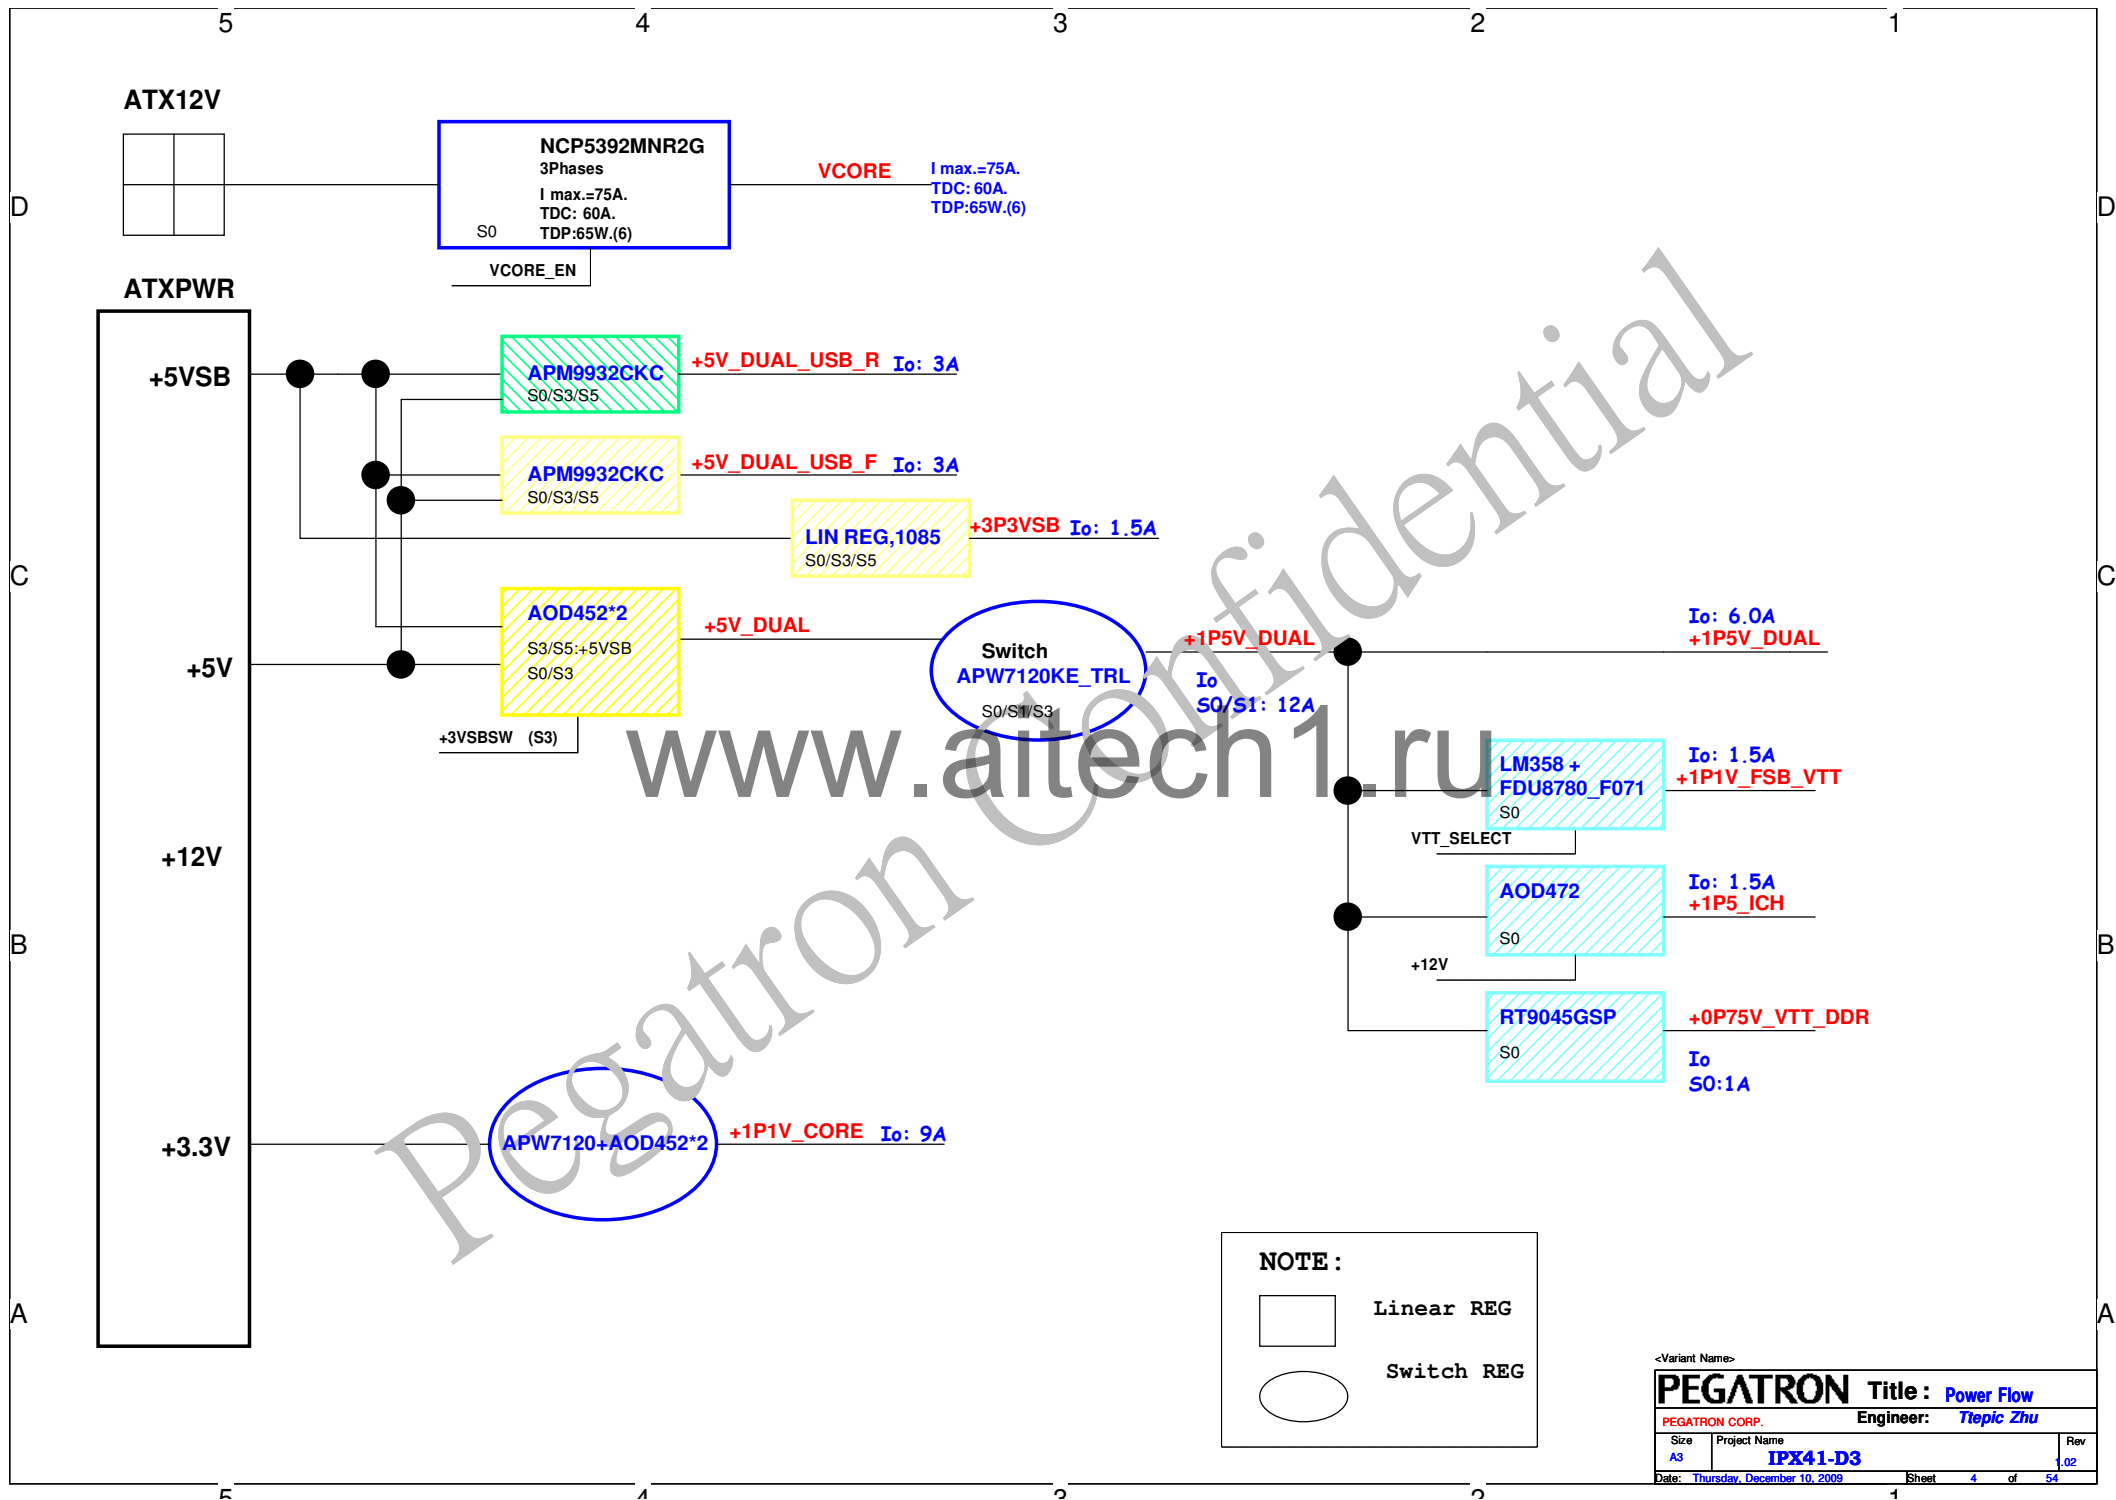 5 4 3 2 1
ATX12V
NCP5392MNR2G
3Phases
I max.=75A.
TDC: 60A.
TDP:65W.(6)
S0
VCORE
I max.=75A.
TDC: 60A.
TDP:65W.(6)
D D
VCORE_EN
ATXPWR
+5VSB
APM9932CKC
S0/S3/S5
+5V_DUAL_USB_R Io: 3A
APM9932CKC
S0/S3/S5
+5V_DUAL_USB_F Io: 3A
LIN REG,1085
S0/S3/S5
+3P3VSB Io: 1.5A
C C
AOD452*2
S3/S5:+5VSB
S0/S3
+5V_DUAL
+5V
+3VSBSW (S3)
Switch
APW7120KE_TRL
S0/S1/S3
+1P5V_DUAL
Io
S0/S1: 12A
Io: 6.0A
+1P5V_DUAL
www.aitech1.ru
Pegatron Confidential
LM358 +
FDU8780_F071
S0
Io: 1.5A
+1P1V_FSB_VTT
VTT_SELECT
+12V
AOD472
S0
Io: 1.5A
+1P5_ICH
B B
+12V
RT9045GSP
S0
+0P75V_VTT_DDR
Io
S0:1A
+3.3V
APW7120+AOD452*2
+1P1V_CORE Io: 9A
NOTE:
Linear REG
Switch REG
A A
<Variant Name>
PEGATRON Title : Power Flow
PEGATRON CORP. Engineer: Ttepic Zhu
Size Project Name Rev
A3 IPX41-D3 1.02
Date: Thursday, December 10, 2009 Sheet 4 of 54
5 4 3 2 1